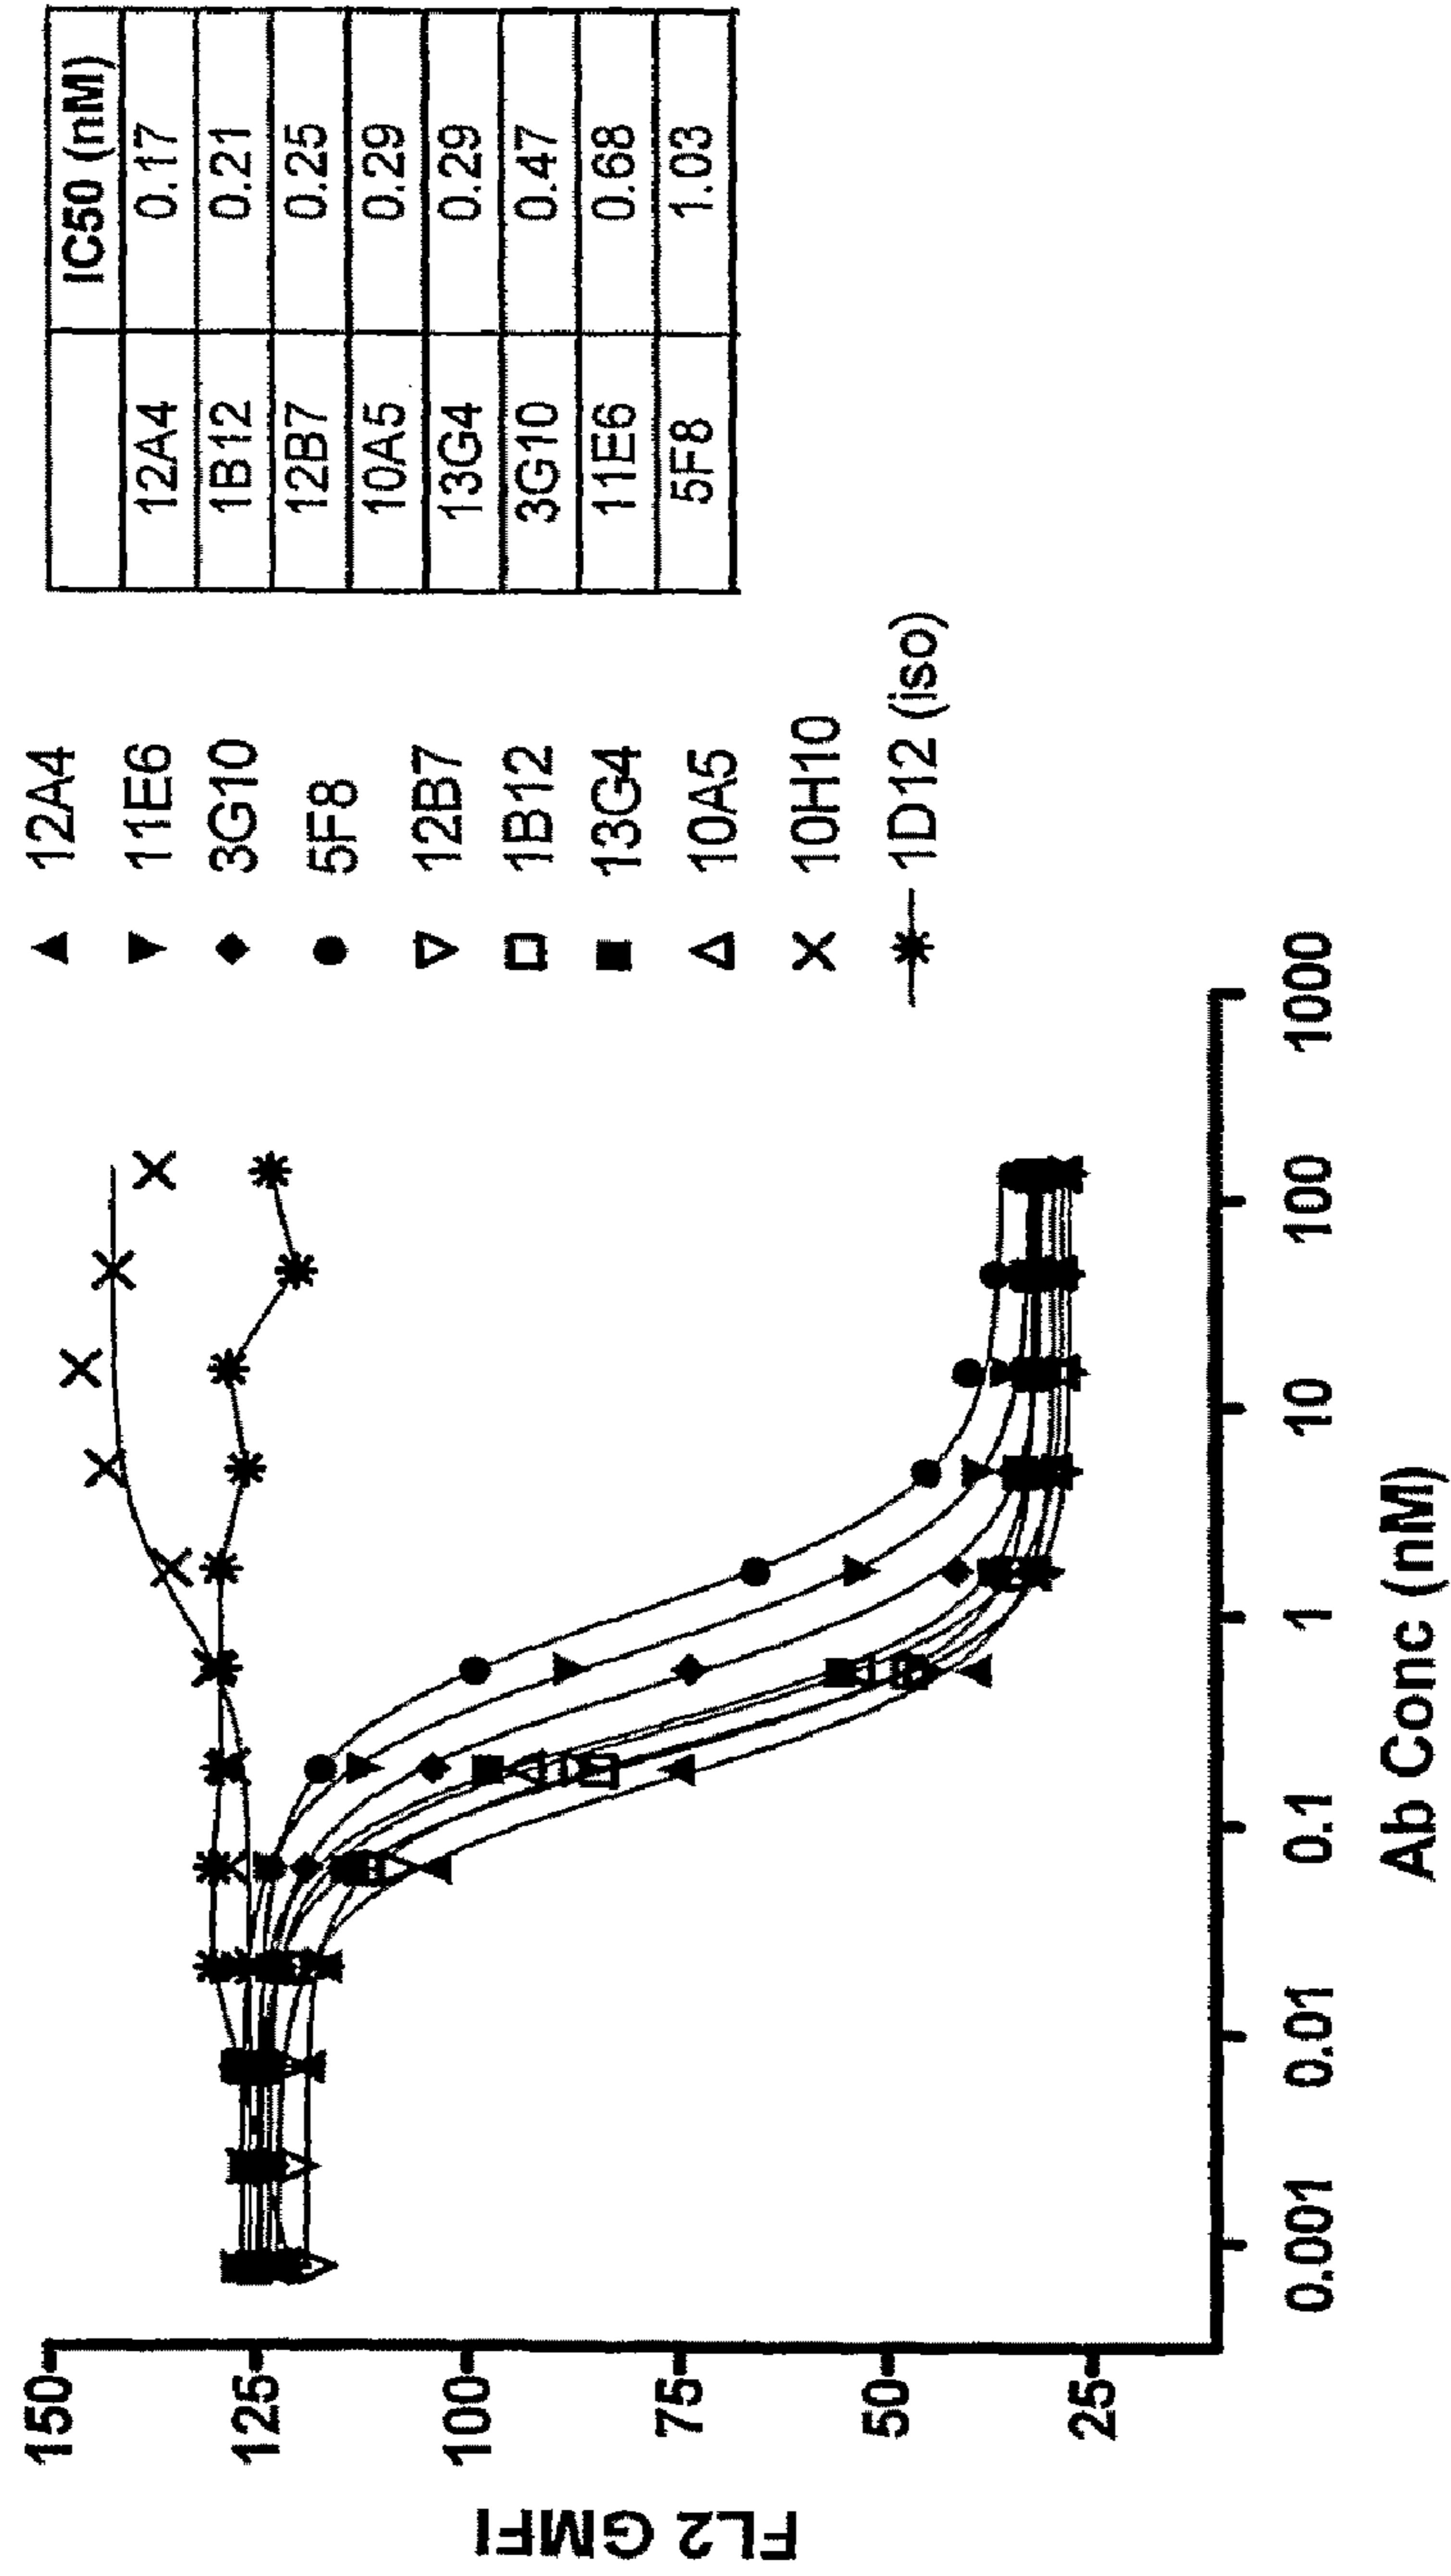 FL2 GMFI
150
125
100
75
50
25
0.001
0.01
0.1
1
10
100
1000
Ab Conc (nM)
12A4
11E6
3G10
5F8
12B7
1B12
13G4
10A5
10H10
1D12 (iso)
IC50 (nM)
12A4 0.17
1B12 0.21
12B7 0.25
10A5 0.29
13G4 0.29
3G10 0.47
11E6 0.68
5F8 1.03